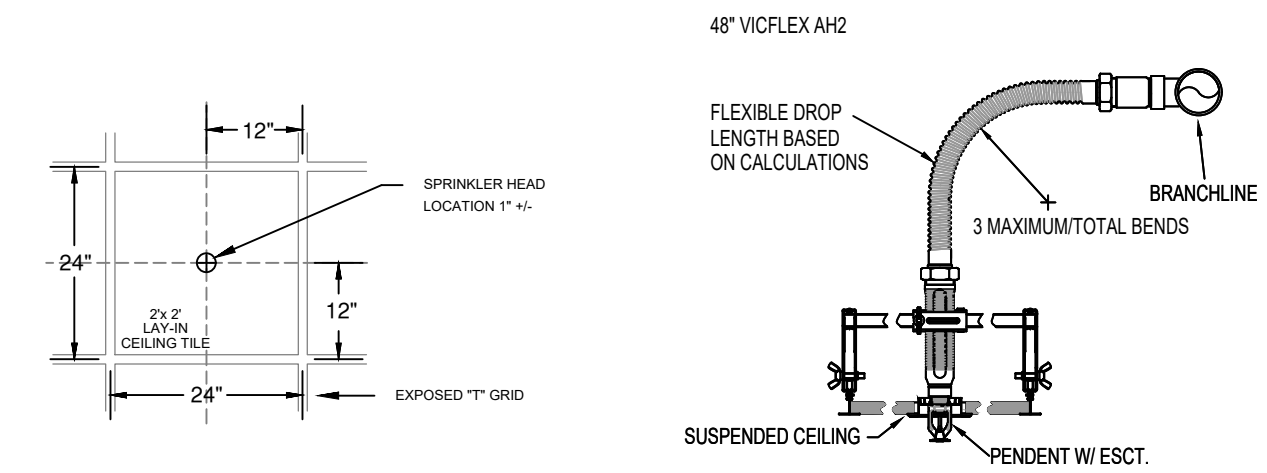 48" VICFLEX AH2
12"
SPRINKLER HEAD
LOCATION 1" +/-
24"
12"
2'x 2'
LAY-IN
CEILING TILE
24"
EXPOSED "T" GRID
FLEXIBLE DROP
LENGTH BASED
ON CALCULATIONS
BRANCHLINE
3 MAXIMUM/TOTAL BENDS
SUSPENDED CEILING
PENDENT W/ ESCT.